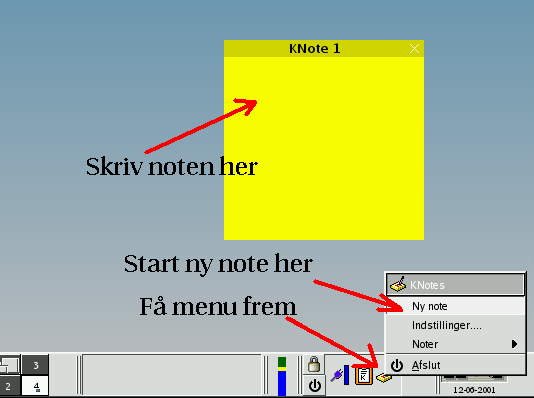 KNote 1
Skriv noten her
Start ny note her
Få menu frem
KNotes
Ny note
Indstillinger....
Noter
Afslut
3
2
4
12-06-2001